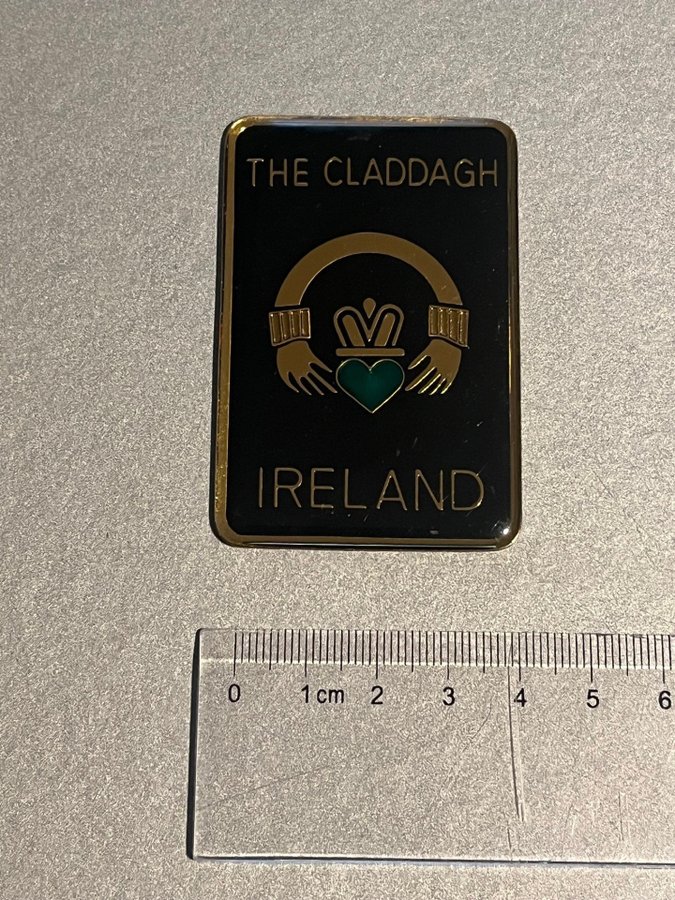 THE CLADDAGH
IRELAND
0 1cm 2 3 4 5 6